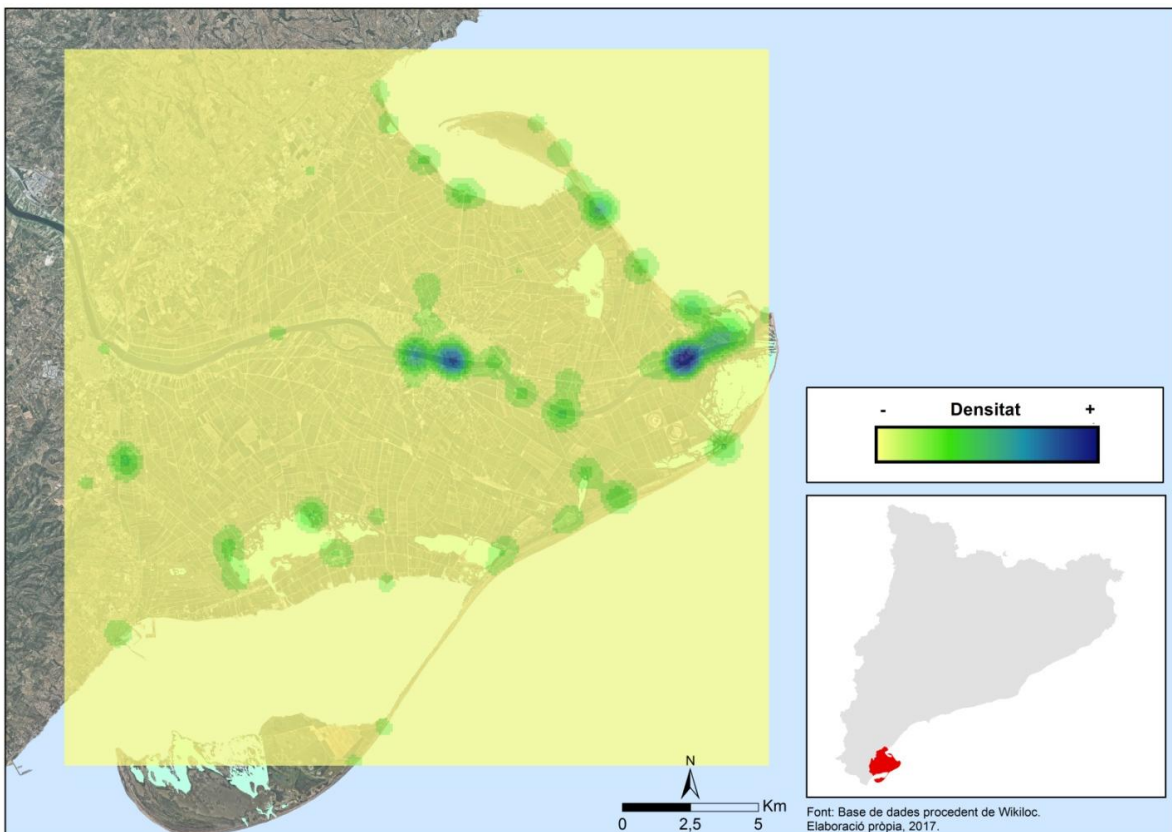 - Densitat +
N
Km
0 2,5 5
Font: Base de dades procedent de Wikiloc.
Elaboració pròpia, 2017.